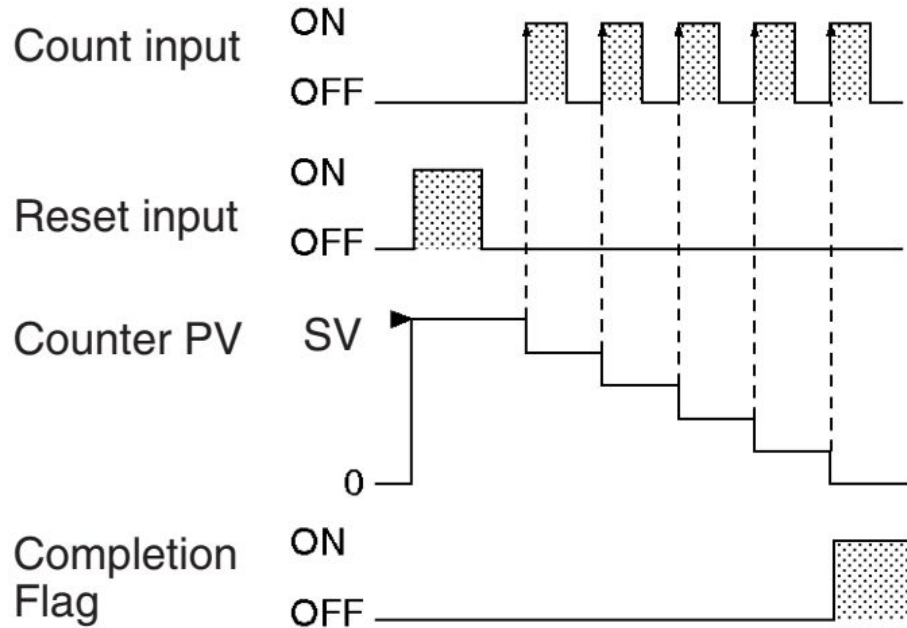 Count input
ON
OFF
Reset input
ON
OFF
Counter PV
SV
0
Completion
Flag
ON
OFF